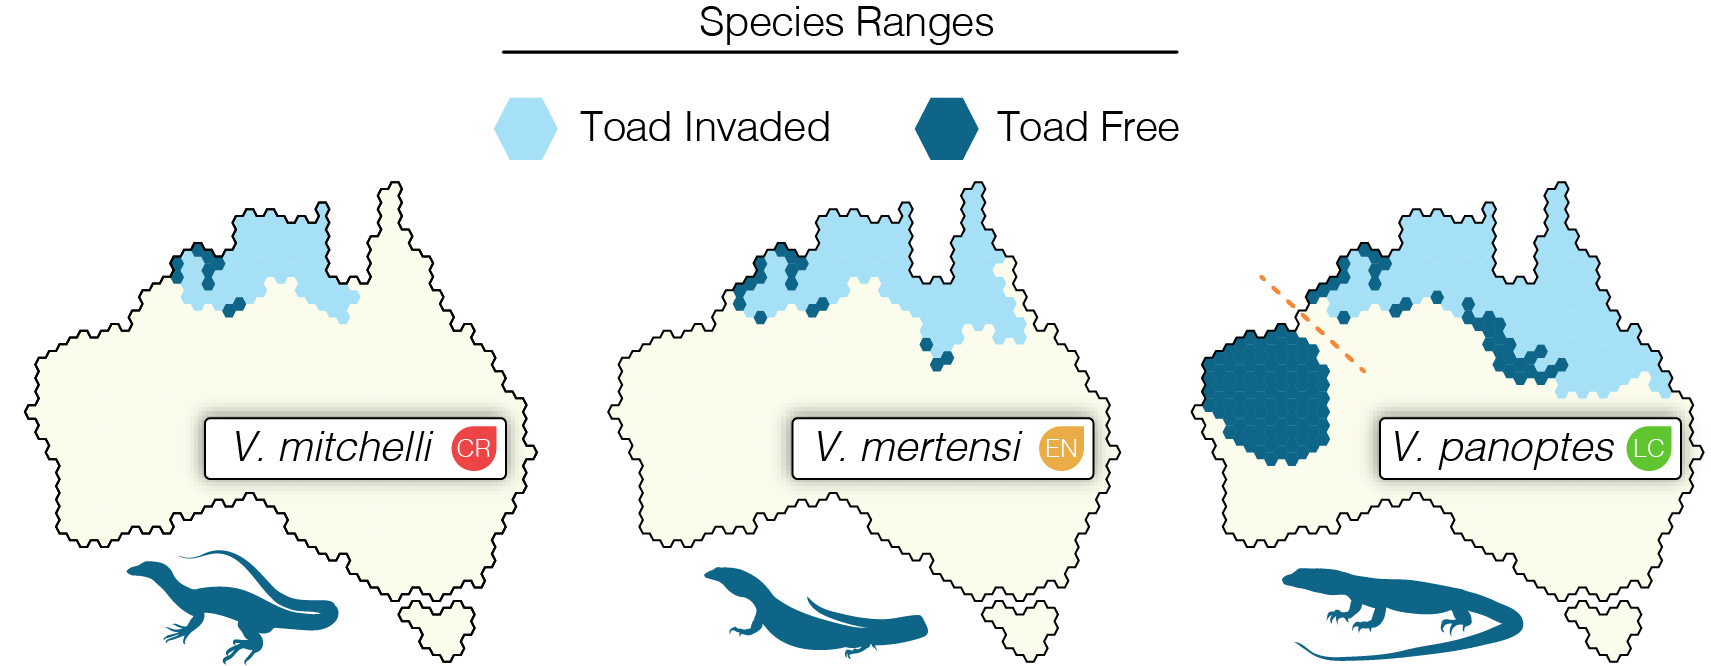 Species Ranges
Toad Invaded
Toad Free
V. mitchelli CR
V. mertensi EN
V. panoptes LC